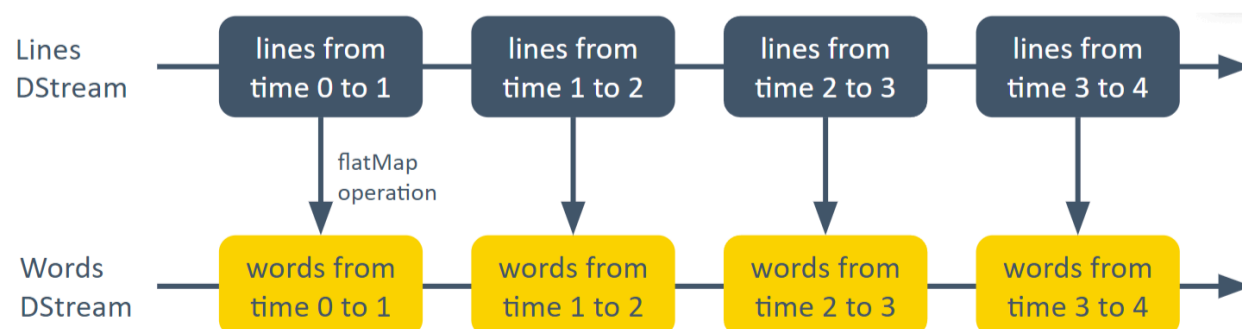 Lines
DStream
lines from
time 0 to 1
lines from
time 1 to 2
lines from
time 2 to 3
lines from
time 3 to 4
flatMap
operation
Words
DStream
words from
time 0 to 1
words from
time 1 to 2
words from
time 2 to 3
words from
time 3 to 4